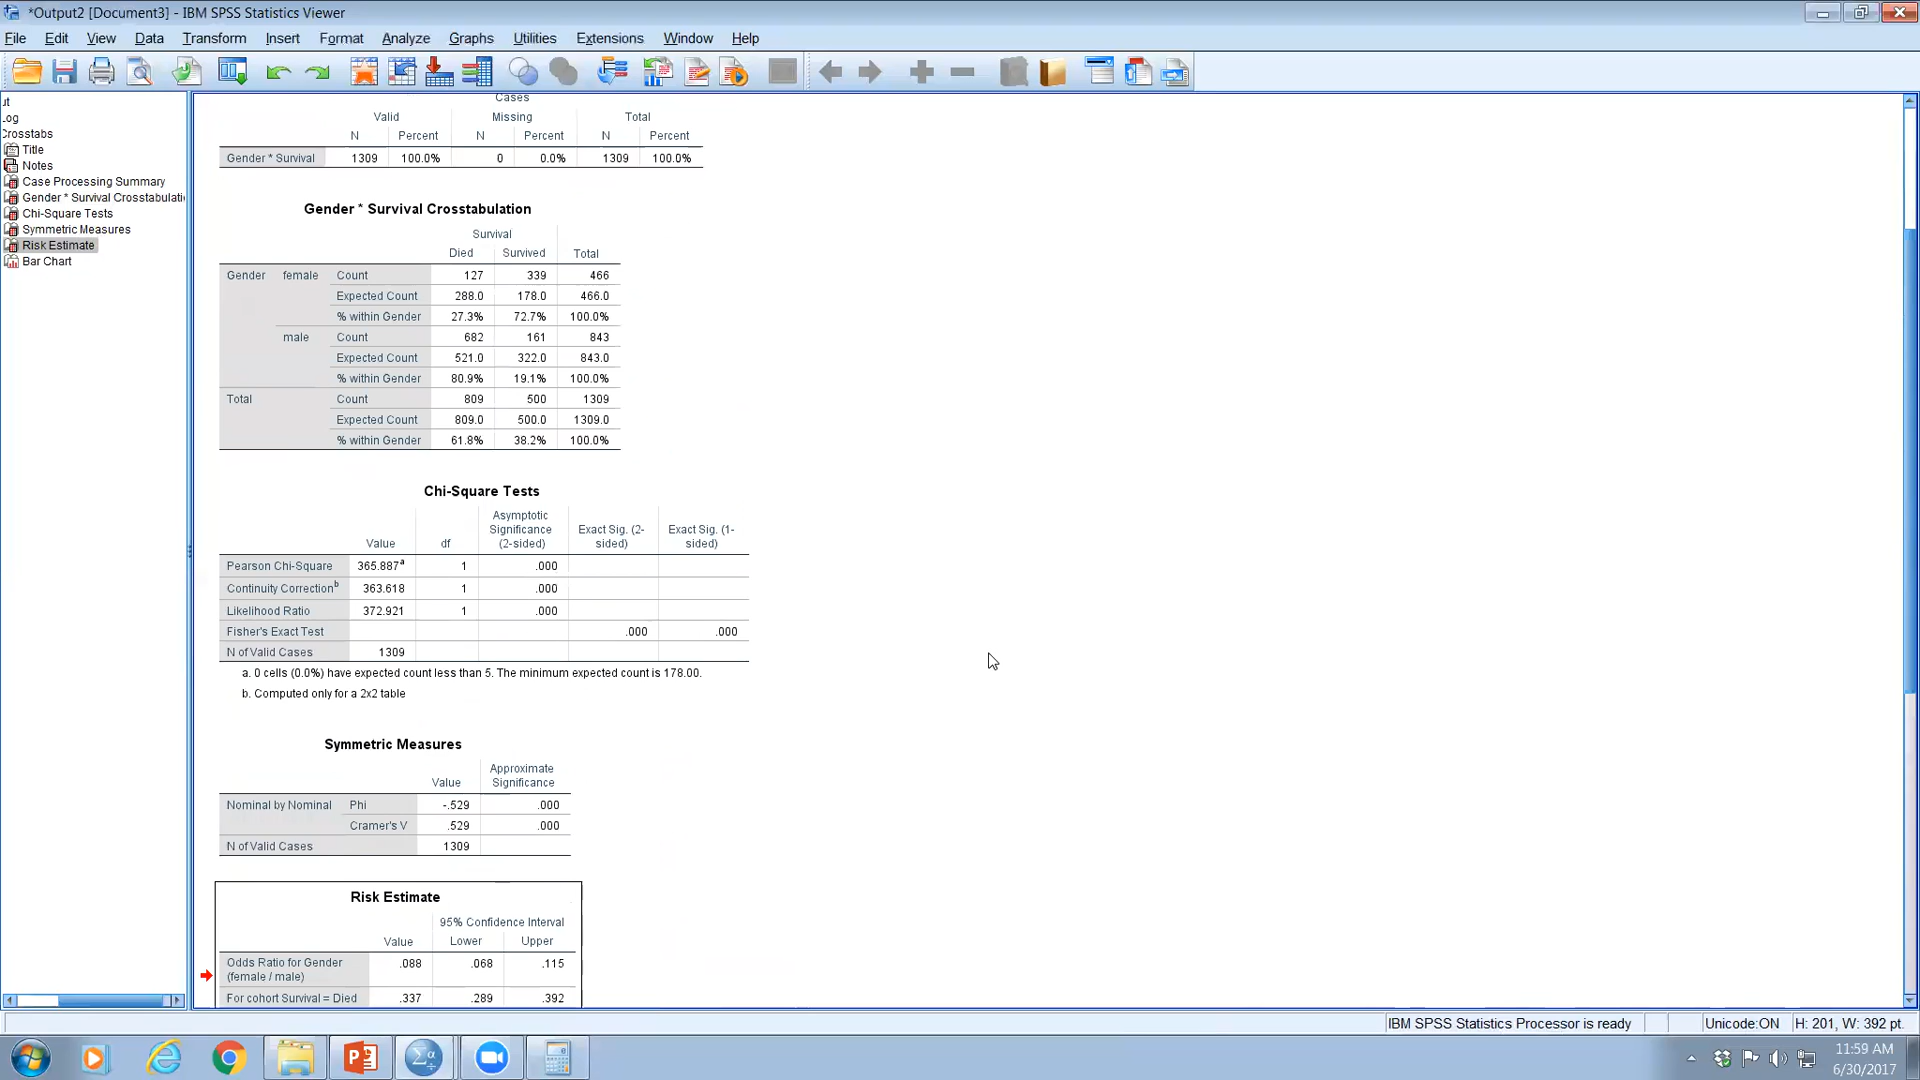 *Output2 [Document3] - IBM SPSS Statistics Viewer
File Edit View Data Transform Insert Format Analyze Graphs Utilities Extensions Window Help
ut
Log
Crosstabs
Title
Notes
Case Processing Summary
Gender * Survival Crosstabulati
Chi-Square Tests
Symmetric Measures
Risk Estimate
Bar Chart
Cases
Valid Missing Total
N Percent N Percent N Percent
Gender * Survival 1309 100.0% 0 0.0% 1309 100.0%
Gender * Survival Crosstabulation
Survival
Died Survived Total
Gender female Count 127 339 466
Expected Count 288.0 178.0 466.0
% within Gender 27.3% 72.7% 100.0%
male Count 682 161 843
Expected Count 521.0 322.0 843.0
% within Gender 80.9% 19.1% 100.0%
Total Count 809 500 1309
Expected Count 809.0 500.0 1309.0
% within Gender 61.8% 38.2% 100.0%
Chi-Square Tests
Value df Asymptotic Significance (2-sided) Exact Sig. (2-sided) Exact Sig. (1-sided)
Pearson Chi-Square 365.887a 1 .000
Continuity Correctionb 363.618 1 .000
Likelihood Ratio 372.921 1 .000
Fisher's Exact Test .000 .000
N of Valid Cases 1309
a. 0 cells (0.0%) have expected count less than 5. The minimum expected count is 178.00.
b. Computed only for a 2x2 table
Symmetric Measures
Value Approximate Significance
Nominal by Nominal Phi -.529 .000
Cramer's V .529 .000
N of Valid Cases 1309
Risk Estimate
95% Confidence Interval
Value Lower Upper
Odds Ratio for Gender (female / male) .088 .068 .115
For cohort Survival = Died .337 .289 .392
IBM SPSS Statistics Processor is ready Unicode:ON H: 201, W: 392 pt.
11:59 AM
6/30/2017